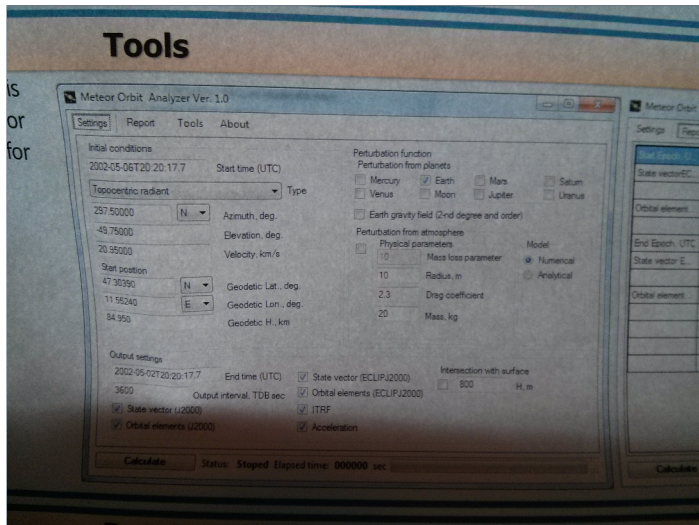 Tools
is
or
for
Meteor Orbit Analyzer Ver. 1.0
Settings Report Tools About
Initial conditions
2002-05-06T20:20:17.7 Start time (UTC)
Topocentric radiant Type
297.50000 N Azimuth, deg.
-49.75000 Elevation, deg.
20.95000 Velocity, km/s
Start position
47.30390 N Geodetic Lat., deg.
11.55240 E Geodetic Lon., deg.
84.950 Geodetic H., km
Perturbation function
Perturbation from planets
Mercury Earth Mars Saturn
Venus Moon Jupiter Uranus
Earth gravity field (2-nd degree and order)
Perturbation from atmosphere
Physical parameters Model
10 Mass loss parameter Numerical
10 Radius, m Analytical
2.3 Drag coefficient
20 Mass, kg
Output settings
2002-05-02T20:20:17.7 End time (UTC)
3600 Output interval, TDB sec
State vector (J2000)
Orbital elements (J2000)
State vector (ECLIPJ2000)
Orbital elements (ECLIPJ2000)
ITRF
Acceleration
Intersection with surface
800 H, m
Calculate Status: Stoped Elapsed time: 000000 sec
Meteor Orbi
Settings Rep
Start Epoch, U
State vectorEC...
Orbital element...
End Epoch, UTC
State vector E...
Orbital element...
Calculate